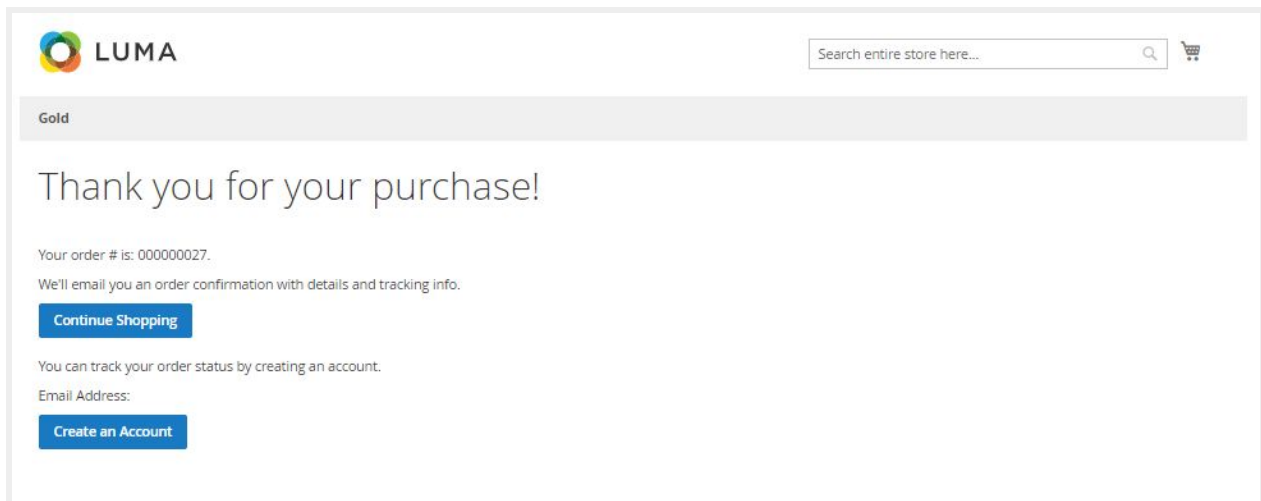 LUMA
Search entire store here...
Gold
Thank you for your purchase!
Your order # is: 000000027.
We'll email you an order confirmation with details and tracking info.
Continue Shopping
You can track your order status by creating an account.
Email Address:
Create an Account